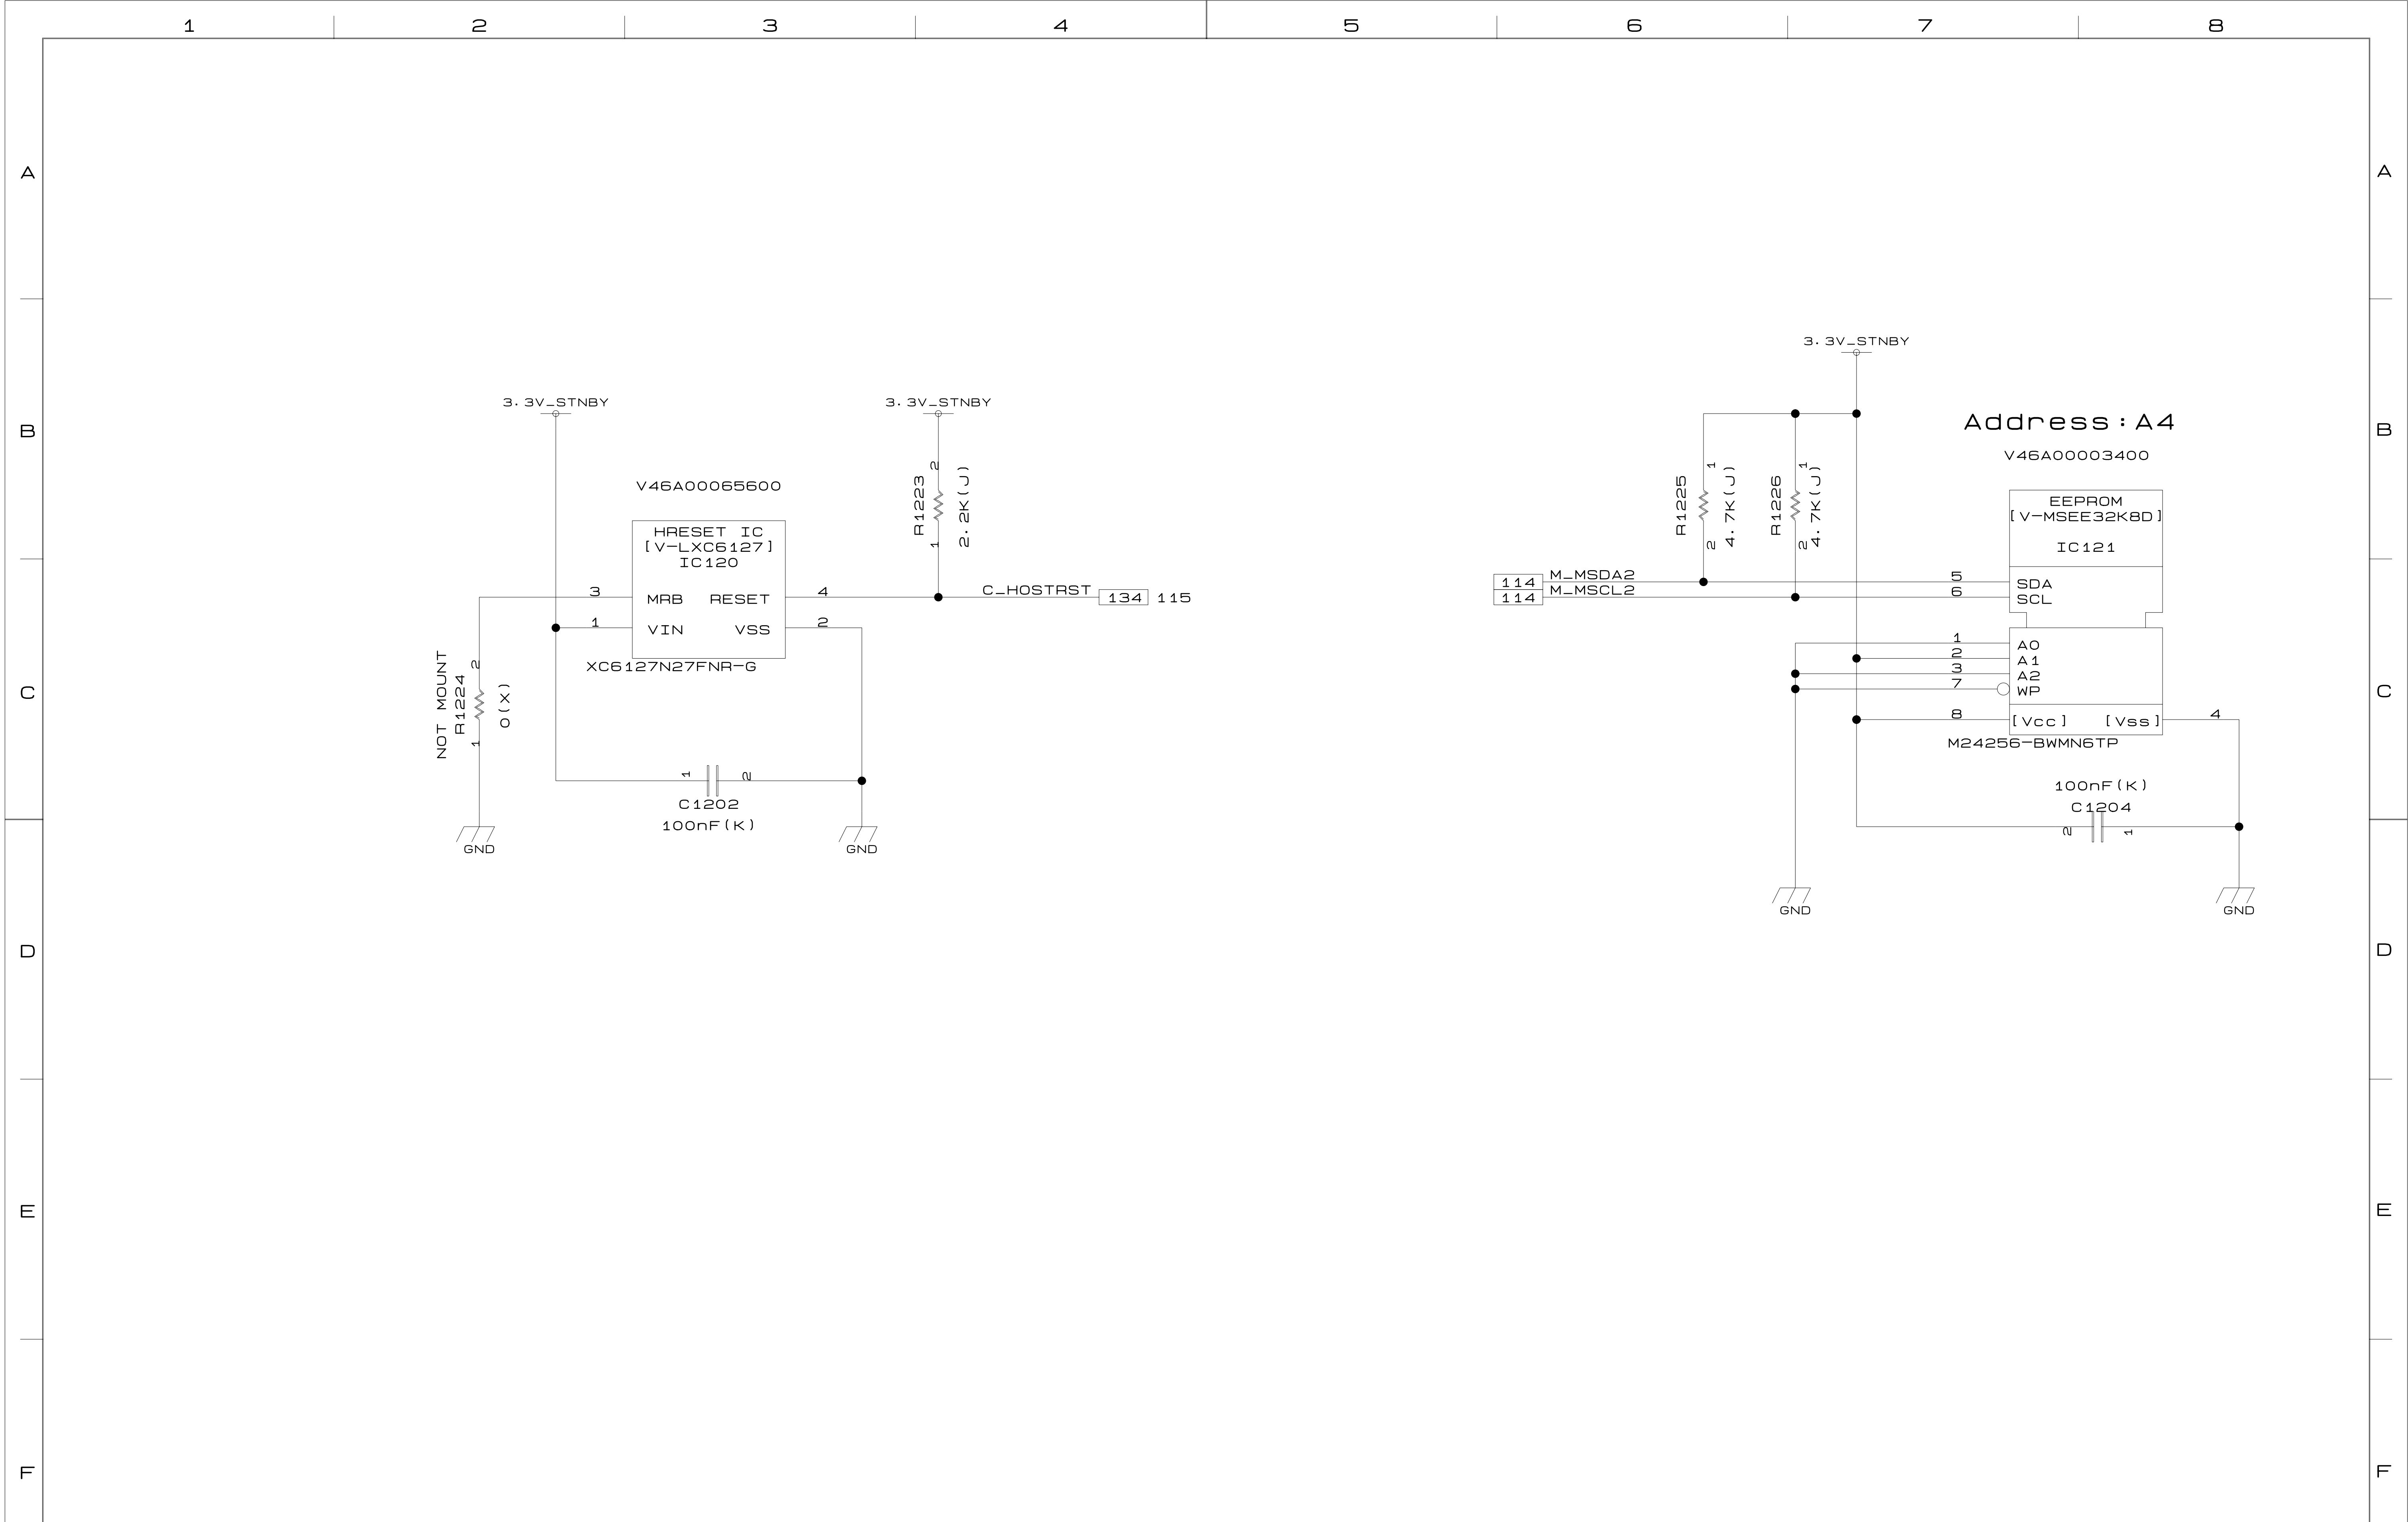 1 2 3 4 5 6 7 8
A A
3.3V_STNBY
3.3V_STNBY 3.3V_STNBY
B B
Address:A4
V46A00003400
V46A00065600
R1223
2
1
2.2K(J)
R1225
1
2
4.7K(J)
R1226
1
2
4.7K(J)
EEPROM
[V-MSEE32K8D]
IC121
HRESET IC
[V-LXC6127]
IC120
3 MRB RESET 4
C_HOSTRST 134 115
1 VIN VSS 2
XC6127N27FNR-G
114 M_MSDA2 5 SDA
114 M_MSCL2 6 SCL
1 A0
2 A1
3 A2
7 WP
8 [Vcc] [Vss] 4
M24256-BWMN6TP
C C
NOT MOUNT
R1224
2
1
0(X)
1 2
C1202
100nF(K)
GND GND
100nF(K)
C1204
2 1
GND GND
D D
E E
F F